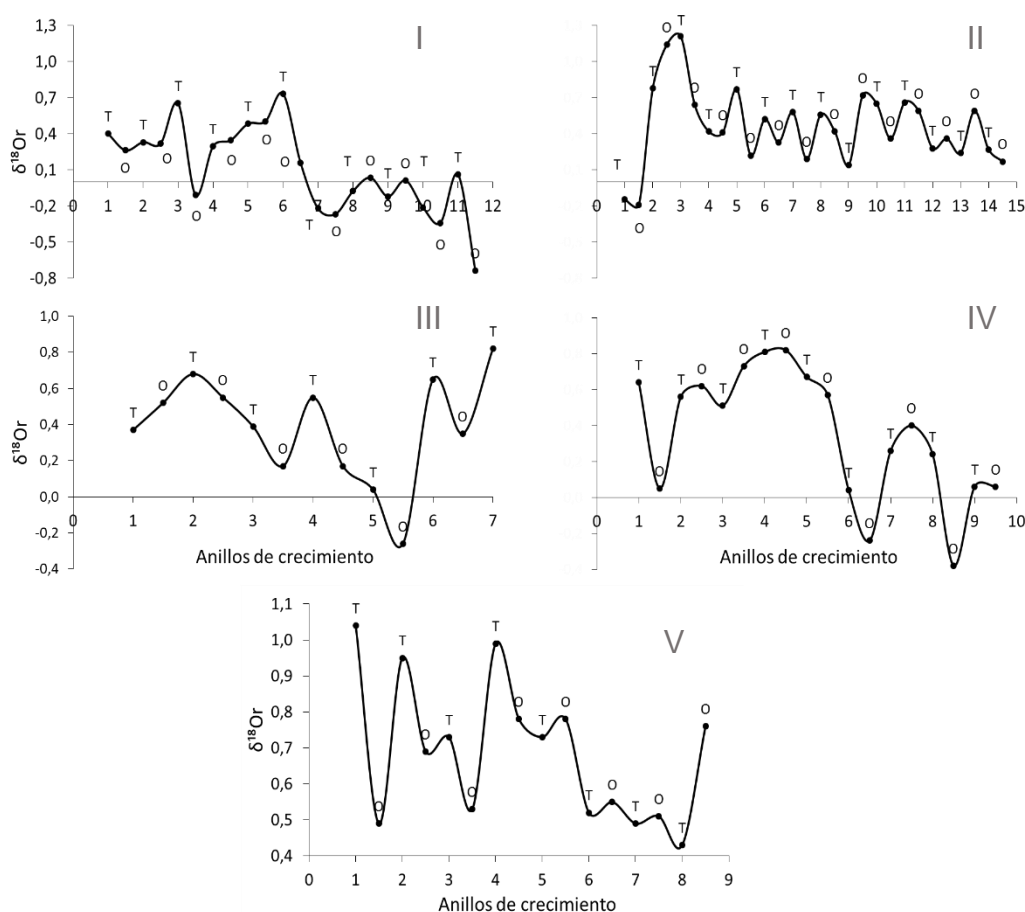 I
δ¹⁸Or
1,3
1,0
0,7
0,4
0,1
-0,2
-0,5
-0,8
T O T O T O T O T O T O T O T O T O T O T O
0 1 2 3 4 5 6 7 8 9 10 11 12
II
T O T O T O T O T O T O T O T O T O T O T O T O T O T O
0 1 2 3 4 5 6 7 8 9 10 11 12 13 14 15
III
δ¹⁸Or
1,0
0,8
0,6
0,4
0,2
0,0
-0,2
-0,4
T O T O T O T O T O T O T
0 1 2 3 4 5 6 7
Anillos de crecimiento
IV
T O T O T O T O T O T O T O T O T O
0 1 2 3 4 5 6 7 8 9 10
Anillos de crecimiento
V
δ¹⁸Or
1,1
1,0
0,9
0,8
0,7
0,6
0,5
0,4
T O T O T O T O T O T O T O T O
0 1 2 3 4 5 6 7 8 9
Anillos de crecimiento